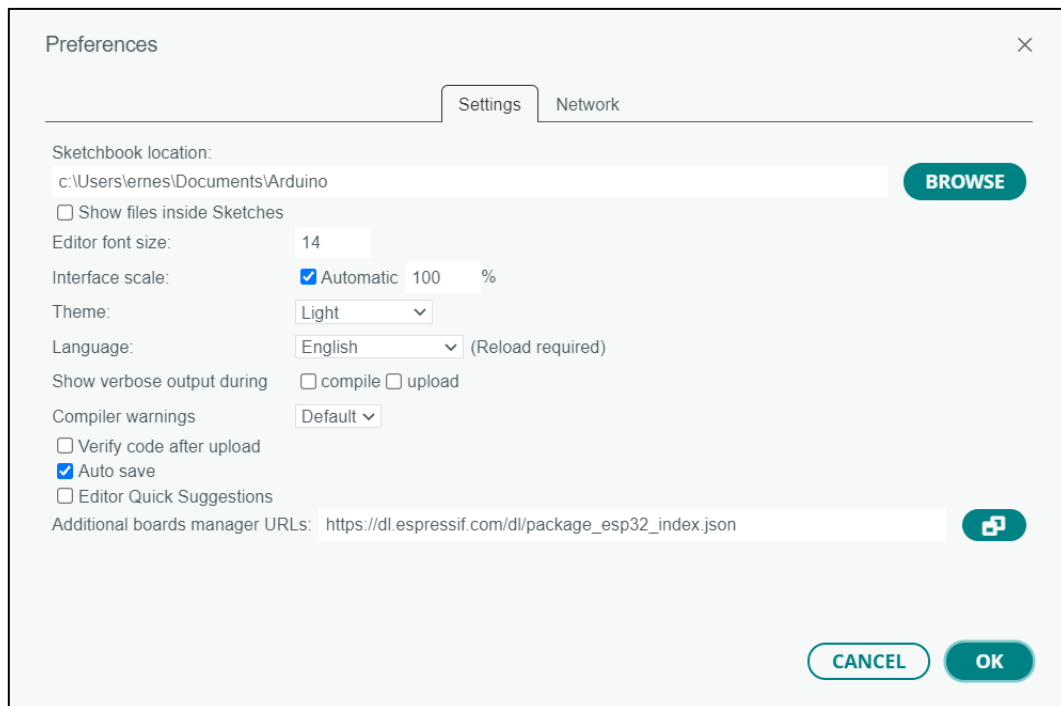 Preferences
Settings Network
Sketchbook location:
c:\Users\ernes\Documents\Arduino BROWSE
Show files inside Sketches
Editor font size: 14
Interface scale: Automatic 100 %
Theme: Light
Language: English (Reload required)
Show verbose output during compile upload
Compiler warnings Default
Verify code after upload
Auto save
Editor Quick Suggestions
Additional boards manager URLs: https://dl.espressif.com/dl/package_esp32_index.json
CANCEL OK